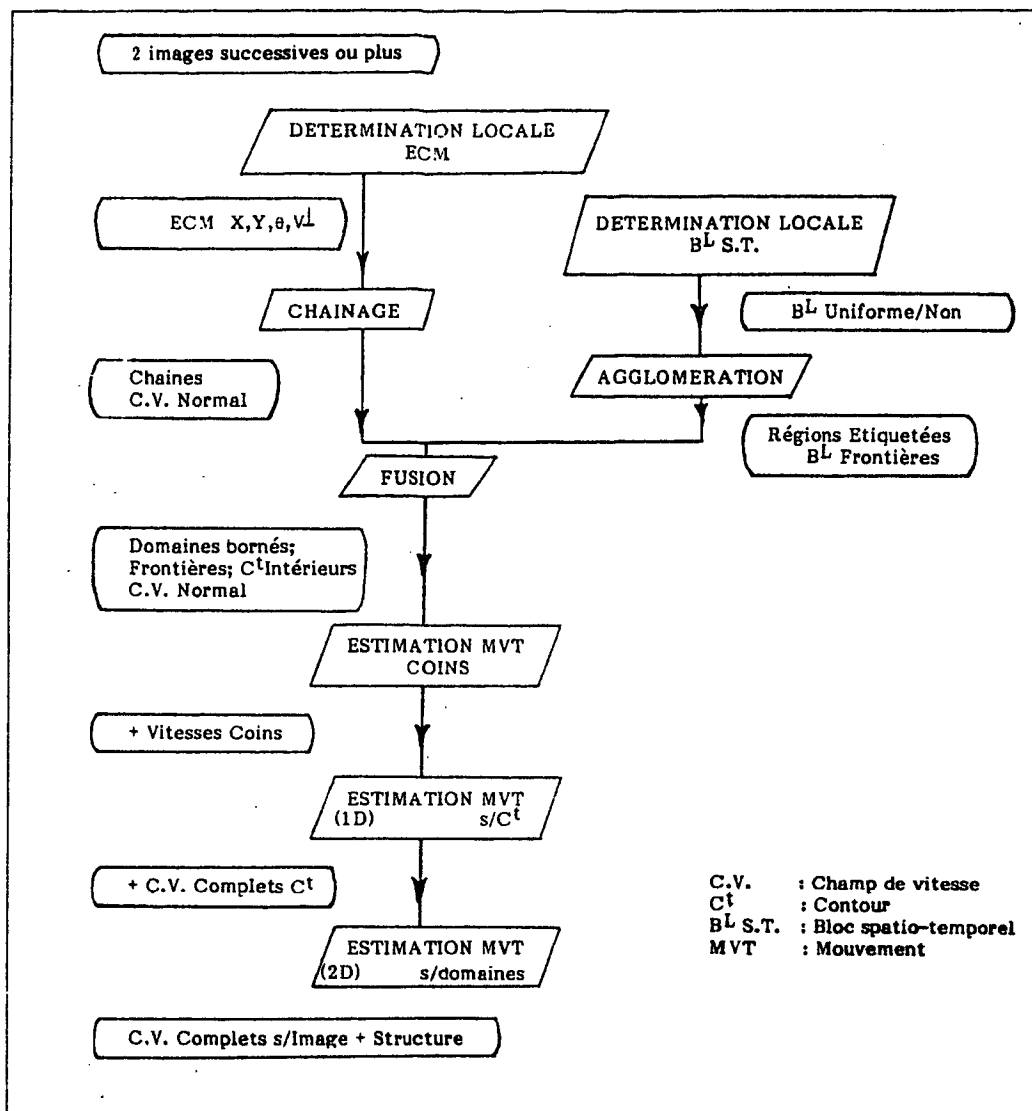 2 images successives ou plus
DETERMINATION LOCALE
ECM
ECM X,Y,θ,V⊥
DETERMINATION LOCALE
Bᴸ S.T.
CHAINAGE
Bᴸ Uniforme/Non
Chaines
C.V. Normal
AGGLOMERATION
Régions Etiquetées
Bᴸ Frontières
FUSION
Domaines bornés;
Frontières; Cᵗ Intérieurs
C.V. Normal
ESTIMATION MVT
COINS
+ Vitesses Coins
ESTIMATION MVT
(1D) s/Cᵗ
+ C.V. Complets Cᵗ
ESTIMATION MVT
(2D) s/domaines
C.V. Complets s/Image + Structure
C.V. : Champ de vitesse
Cᵗ : Contour
Bᴸ S.T. : Bloc spatio-temporel
MVT : Mouvement